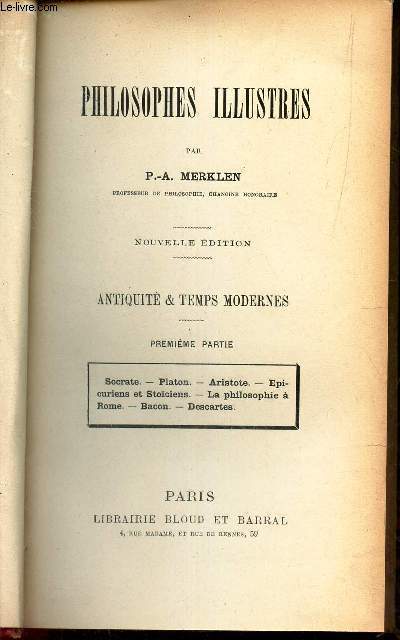 Le-livre.com
PHILOSOPHES ILLUSTRES
PAR
P.-A. MERKLEN
PROFESSEUR DE PHILOSOPHIE, CHANOINE HONORAIRE
NOUVELLE ÉDITION
ANTIQUITÉ & TEMPS MODERNES
PREMIÈME PARTIE
Socrate. — Platon. — Aristote. — Epi-
curiens et Stoïciens. — La philosophie à
Rome. — Bacon. — Descartes.
PARIS
LIBRAIRIE BLOUD ET BARRAL
4, RUE MADAME, ET RUE DE RENNES, 59